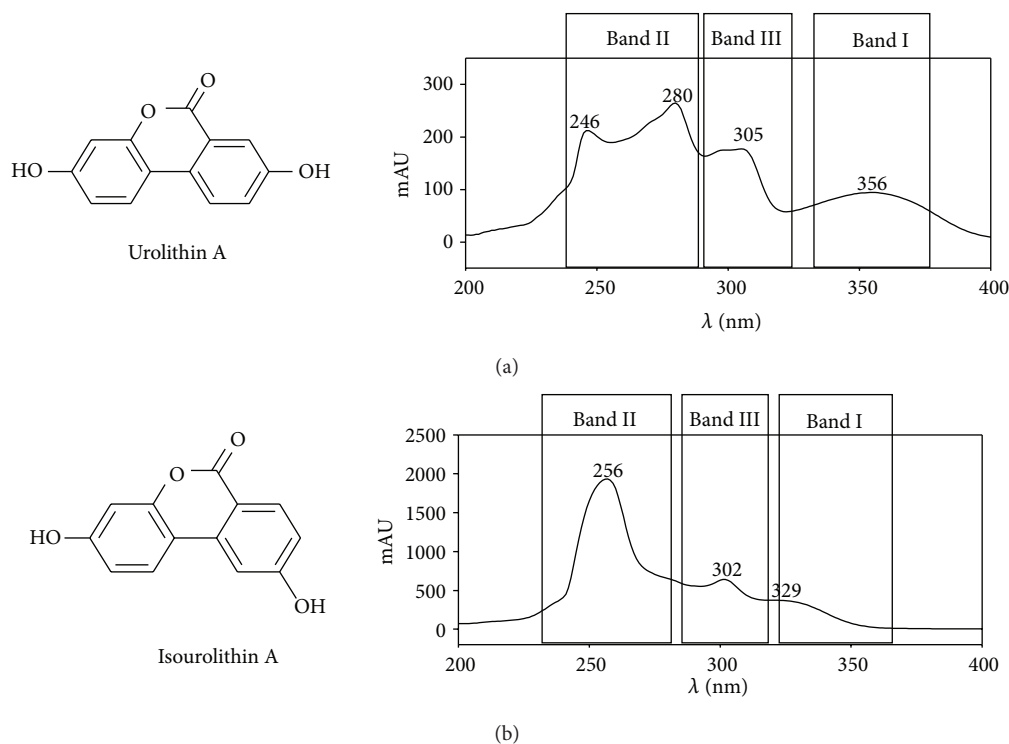 Band II Band III Band I
O
O
HO
OH
Urolithin A
300
200
100
0
mAU
246
280
305
356
200 250 300 350 400
λ (nm)
(a)
Band II Band III Band I
O
O
HO
OH
Isourolithin A
2500
2000
1500
1000
500
0
mAU
256
302
329
200 250 300 350 400
λ (nm)
(b)